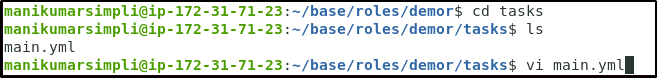 manikumarsimpli@ip-172-31-71-23:~/base/roles/demor$ cd tasks
manikumarsimpli@ip-172-31-71-23:~/base/roles/demor/tasks$ ls
main.yml
manikumarsimpli@ip-172-31-71-23:~/base/roles/demor/tasks$ vi main.yml